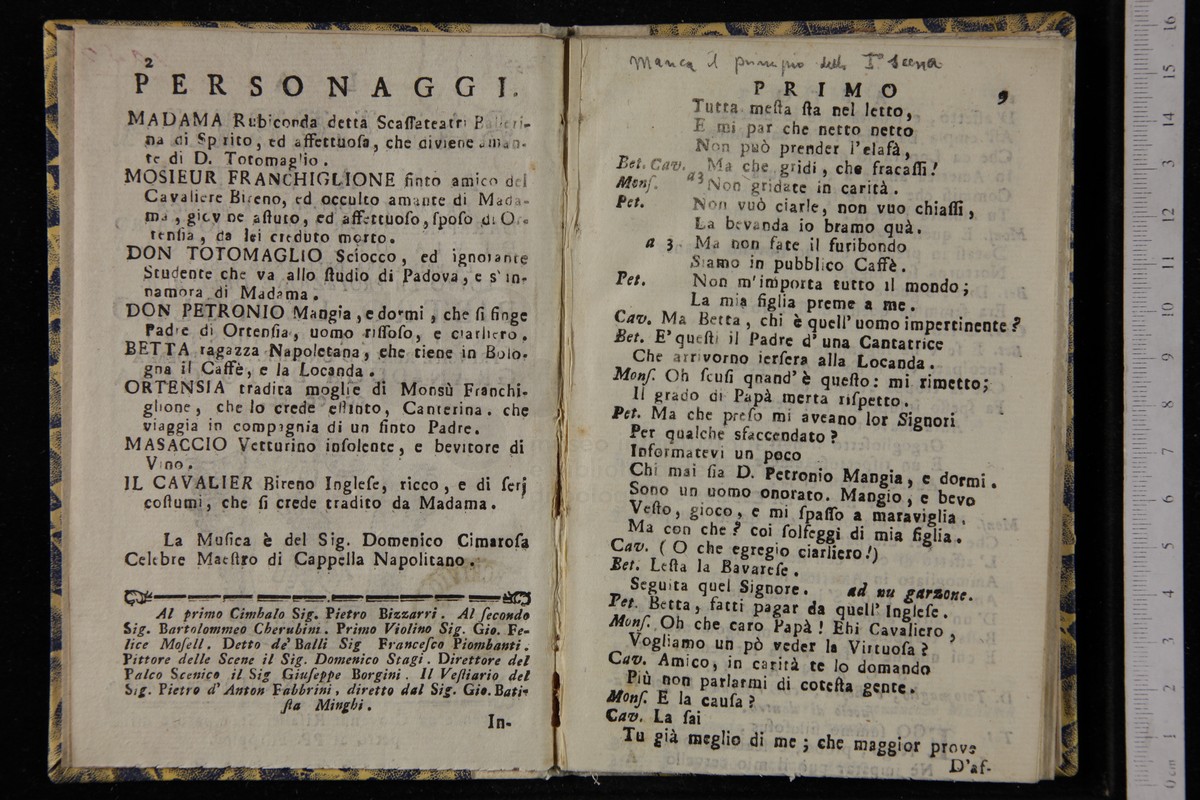 2
PERSONAGGI.
MADAMA Rubiconda detta Scaſſateatri Balleri-
na di Spirito, ed affettuoſa, che diviene aman-
te di D. Totomaglio.
MOSIEUR FRANCHIGLIONE finto amico del
Cavaliere Bireno, ed occulto amante di Mada-
ma, giovine aſtuto, ed affettuoſo, ſpoſo di Or-
tenſia, da lei creduto morto.
DON TOTOMAGLIO Sciocco, ed ignorante
Studente che va allo ſtudio di Padova, e s'in-
namora di Madama.
DON PETRONIO Mangia, e dormi, che ſi finge
Padre di Ortenſia, uomo riſſoſo, e ciarliero.
BETTA ragazza Napoletana, che tiene in Bolo-
gna il Caffè, e la Locanda.
ORTENSIA tradita moglie di Monsù Franchi-
glione, che lo crede eſtinto, Canterina. che
viaggia in compagnia di un finto Padre.
MASACCIO Vetturino inſolente, e bevitore di
Vino.
IL CAVALIER Bireno Ingleſe, ricco, e di ſerj
coſtumi, che ſi crede tradito da Madama.
La Muſica è del Sig. Domenico Cimaroſa
Celebre Maeſtro di Cappella Napolitano.
Al primo Cimbalo Sig. Pietro Bizzarri. Al ſecondo
Sig. Bartolommeo Cherubini. Primo Violino Sig. Gio. Fe-
lice Moſell. Detto de' Balli Sig Franceſco Piombanti.
Pittore delle Scene il Sig. Domenico Stagi. Direttore del
Palco Scenico il Sig Giuſeppe Borgini. Il Veſtiario del
Sig. Pietro d' Anton Fabbrini, diretto dal Sig. Gio. Bati-
ſta Minghi.
In-
Manca il principio della Iª Scena
PRIMO 9
Tutta meſta ſta nel letto,
E mi par che netto netto
Non può prender l'elafà,
Bet. Cav. Ma che gridi, che fracaſſi!
Monſ. a3 Non gridate in carità.
Pet. Non vuò ciarle, non vuo chiaſſi,
La bevanda io bramo quà.
a 3. Ma non fate il furibondo
Siamo in pubblico Caffè.
Pet. Non m'importa tutto il mondo;
La mia figlia preme a me.
Cav. Ma Betta, chi è quell' uomo impertinente?
Bet. E' queſti il Padre d' una Cantatrice
Che arrivorno ierſera alla Locanda.
Monſ. Oh ſcuſi qnand' è queſto: mi rimetto;
Il grado di Papà merta riſpetto.
Pet. Ma che preſo mi aveano lor Signori
Per qualche sfaccendato?
Informatevi un poco
Chi mai ſia D. Petronio Mangia, e dormi.
Sono un uomo onorato. Mangio, e bevo
Veſto, gioco, e mi ſpaſſo a maraviglia.
Ma con che? coi ſolfeggi di mia figlia.
Cav. (O che egregio ciarliero!)
Bet. Leſta la Bavareſe.
Seguita quel Signore. ad nu garzone.
Pet. Betta, fatti pagar da quell' Ingleſe.
Monſ. Oh che caro Papà! Ehi Cavaliero,
Vogliamo un pò veder la Virtuoſa?
Cav. Amico, in carità te lo domando
Più non parlarmi di coteſta gente.
Monſ. E la cauſa?
Cav. La ſai
Tu già meglio di me; che maggior prova
D'af-